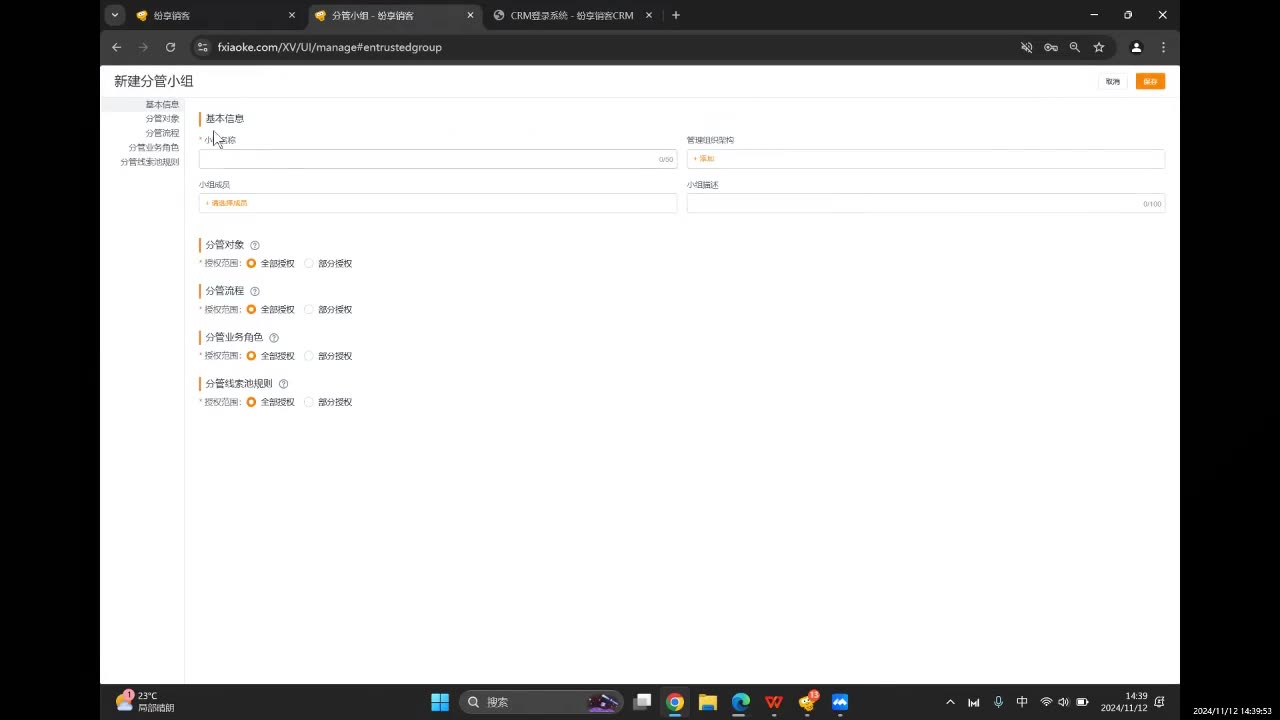 纷享销客
分管小组 - 纷享销客
CRM登录系统 - 纷享销客CRM
fxiaoke.com/XV/UI/manage#entrustedgroup
新建分管小组
取消
保存
基本信息
分管对象
分管流程
分管业务角色
分管线索池规则
基本信息
* 小组名称
0/50
管理组织架构
+ 添加
小组成员
+ 请选择成员
小组描述
0/100
分管对象
* 授权范围: 全部授权 部分授权
分管流程
* 授权范围: 全部授权 部分授权
分管业务角色
* 授权范围: 全部授权 部分授权
分管线索池规则
* 授权范围: 全部授权 部分授权
1
23°C
局部晴朗
搜索
13
中
14:39
2024/11/12
2024/11/12 14:39:53